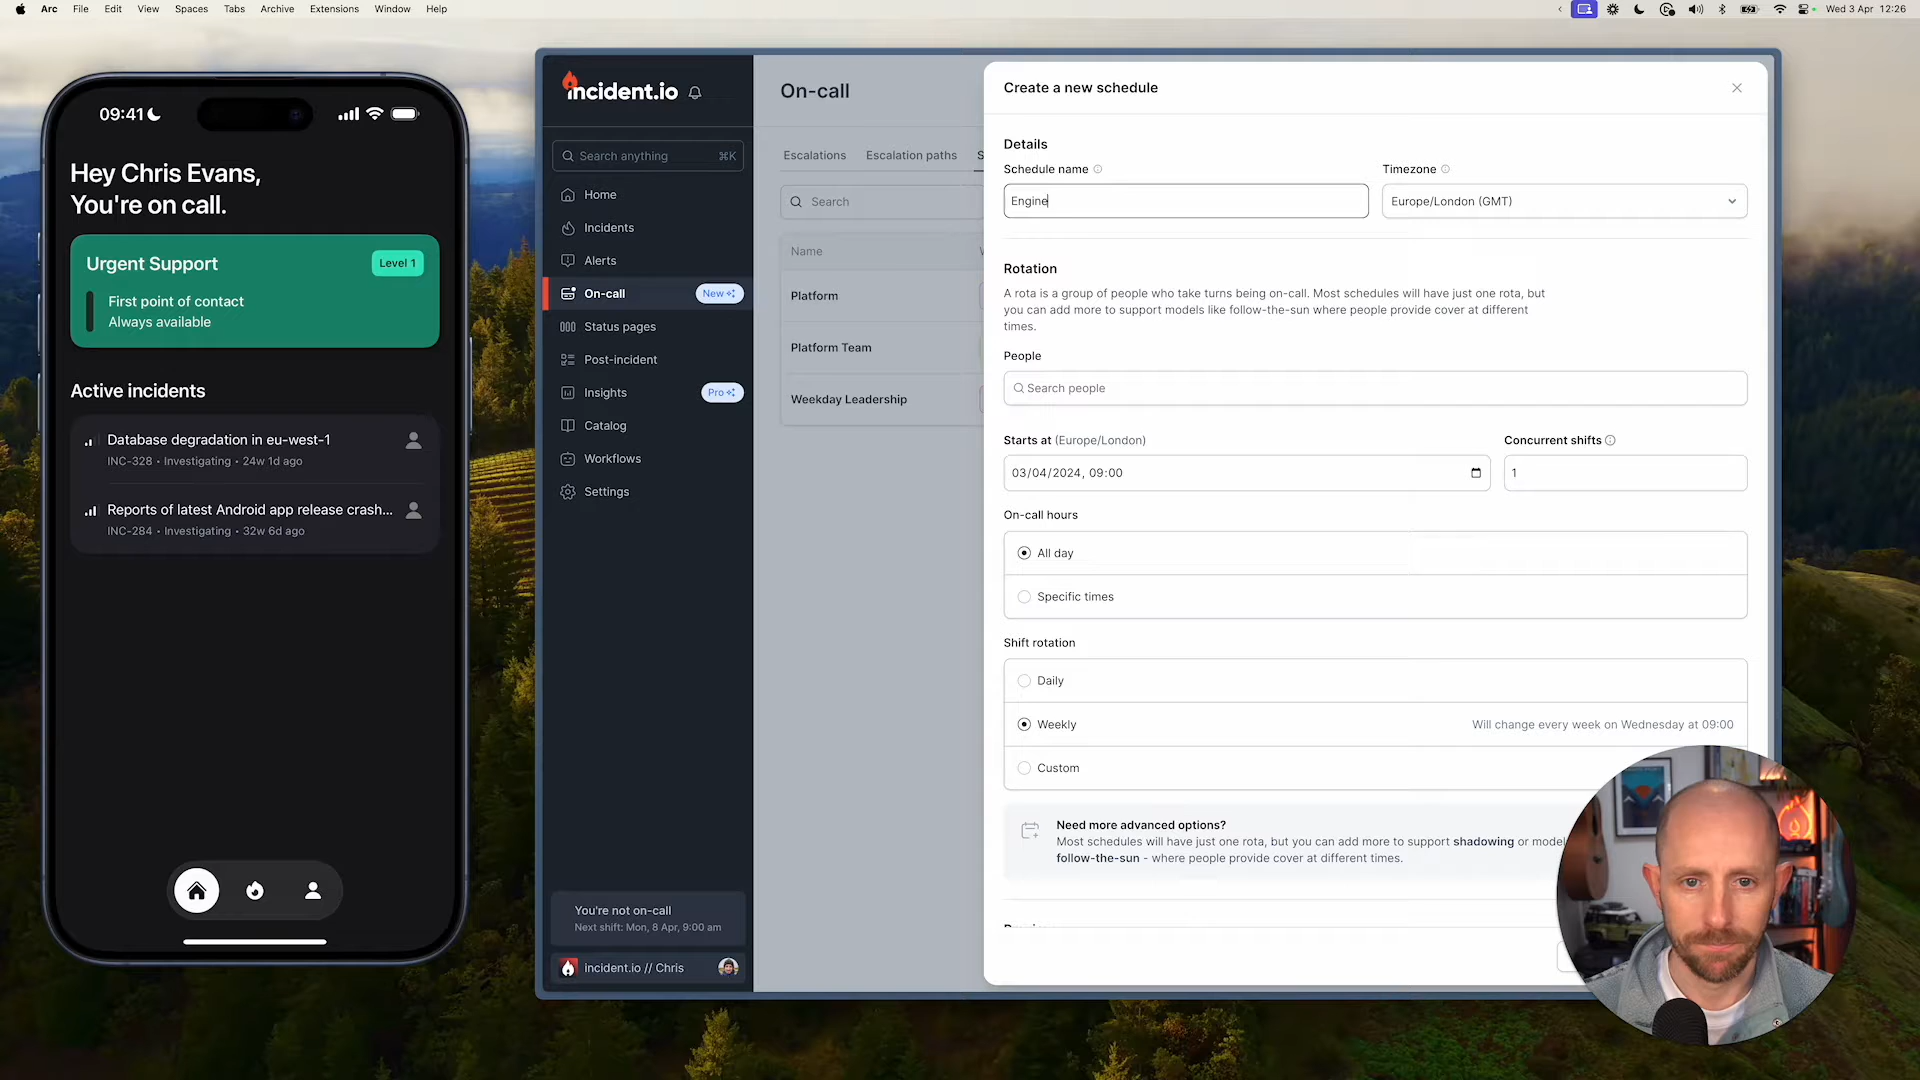 Arc File Edit View Spaces Tabs Archive Extensions Window Help
Wed 3 Apr 12:26
09:41
Hey Chris Evans,
You're on call.
Urgent Support
Level 1
First point of contact
Always available
Active incidents
Database degradation in eu-west-1
INC-328 • Investigating • 24w 1d ago
Reports of latest Android app release crash...
INC-284 • Investigating • 32w 6d ago
incident.io
Search anything ⌘K
Home
Incidents
Alerts
On-call New
Status pages
Post-incident
Insights Pro
Catalog
Workflows
Settings
You're not on-call
Next shift: Mon, 8 Apr, 9:00 am
incident.io // Chris
On-call
Escalations Escalation paths S
Search
Name
Platform
Platform Team
Weekday Leadership
Create a new schedule
Details
Schedule name
Timezone
Engine
Europe/London (GMT)
Rotation
A rota is a group of people who take turns being on-call. Most schedules will have just one rota, but
you can add more to support models like follow-the-sun where people provide cover at different
times.
People
Search people
Starts at (Europe/London)
Concurrent shifts
03/04/2024, 09:00
1
On-call hours
All day
Specific times
Shift rotation
Daily
Weekly
Will change every week on Wednesday at 09:00
Custom
Need more advanced options?
Most schedules will have just one rota, but you can add more to support shadowing or model
follow-the-sun - where people provide cover at different times.